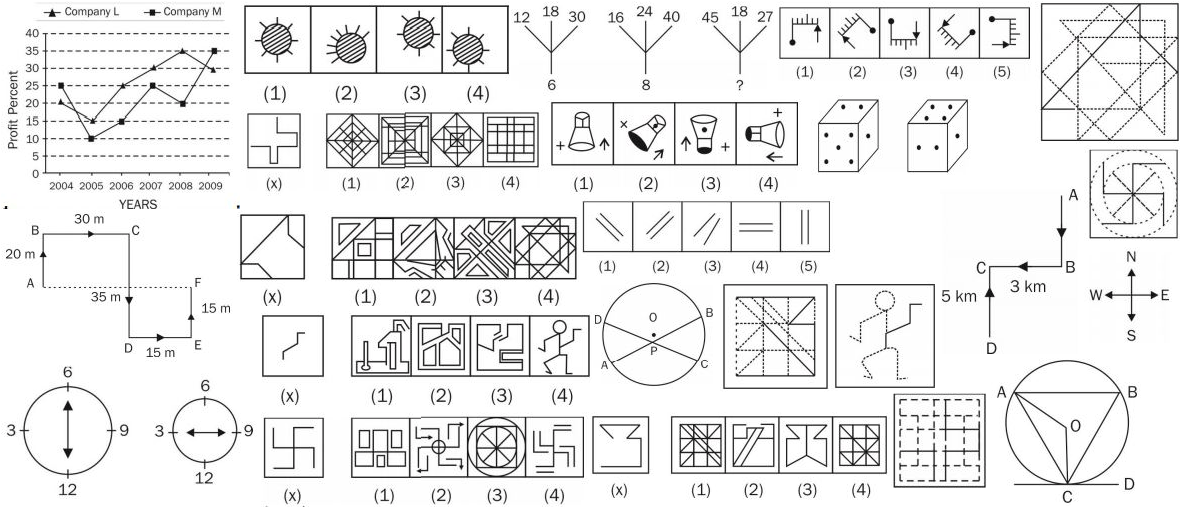 Company L Company M
Profit Percent
40
35
30
25
20
15
10
5
0
2004 2005 2006 2007 2008 2009
YEARS
(1) (2) (3) (4)
12 18 30
6
16 24 40
8
45 18 27
?
(1) (2) (3) (4) (5)
(x)
(1) (2) (3) (4)
+ × + +
(1) (2) (3) (4)
30 m
B C
20 m
A F
35 m
15 m
D E
15 m
(x)
(1) (2) (3) (4)
(1) (2) (3) (4) (5)
A
C B
3 km
5 km
D
N
W E
S
(x)
(1) (2) (3) (4)
D O B
P
A C
6
3 9
12
6
3 9
12
(x)
(1) (2) (3) (4)
(x)
(1) (2) (3) (4)
A B
O
C D